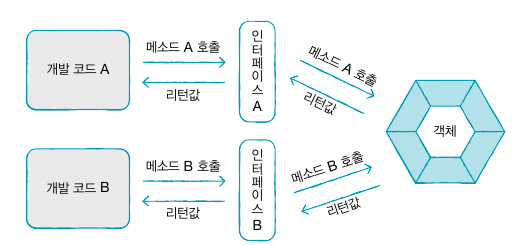 개발 코드 A
메소드 A 호출
리턴값
인터페이스 A
메소드 A 호출
리턴값
객체
개발 코드 B
메소드 B 호출
리턴값
인터페이스 B
메소드 B 호출
리턴값